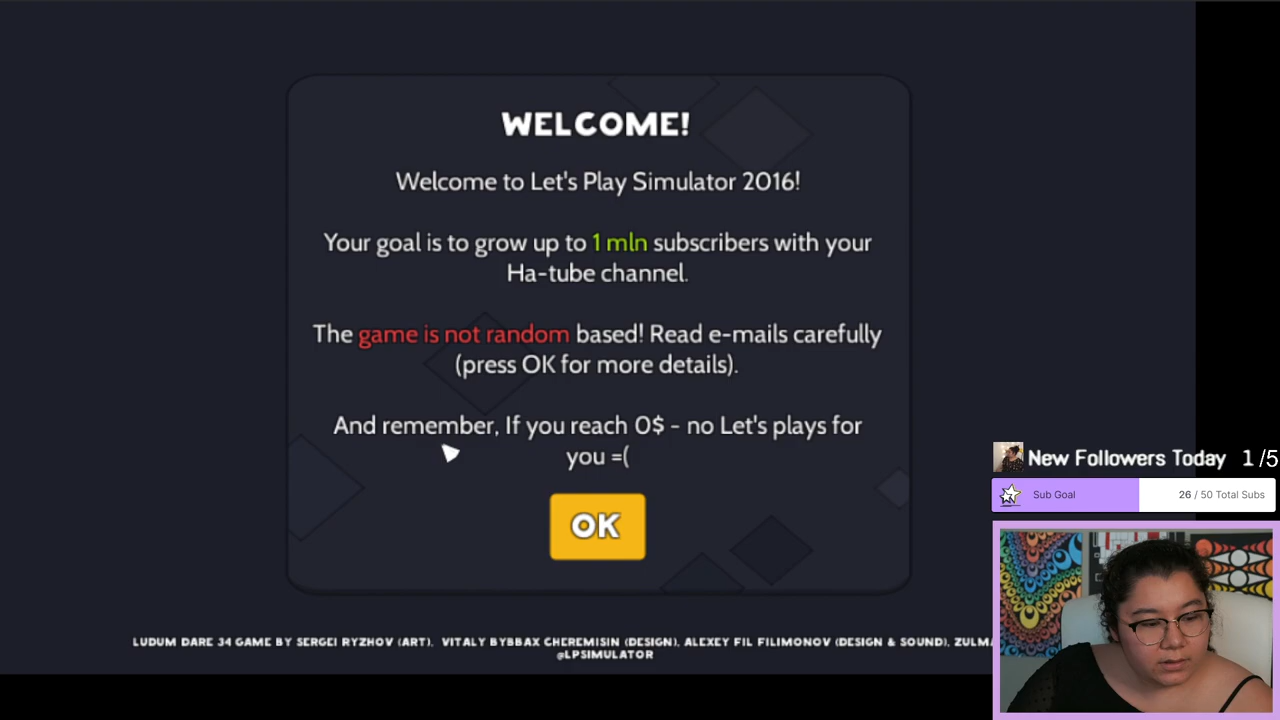 WELCOME!
Welcome to Let's Play Simulator 2016!
Your goal is to grow up to 1 mln subscribers with your
Ha-tube channel.
The game is not random based! Read e-mails carefully
(press OK for more details).
And remember, If you reach 0$ - no Let's plays for
you =(
OK
New Followers Today 1 /5
Sub Goal 26 / 50 Total Subs
LUDUM DARE 34 GAME BY SERGEI RYZHOV (ART), VITALY BYBBAX CHEREMISIN (DESIGN), ALEXEY FIL FILIMONOV (DESIGN & SOUND), ZULMA
@LPSIMULATOR